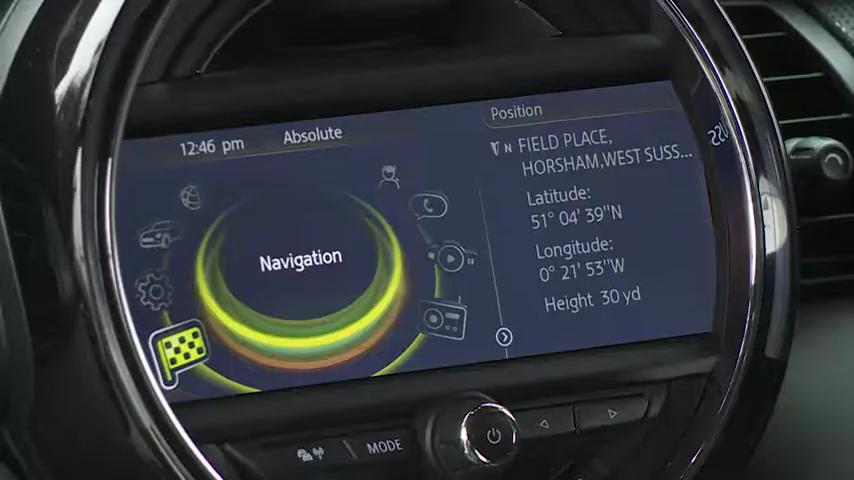 12:46 pm
Absolute
Position
N FIELD PLACE,
HORSHAM,WEST SUSS...
Latitude:
51° 04' 39"N
Longitude:
0° 21' 53"W
Height 30 yd
Navigation
MODE
220